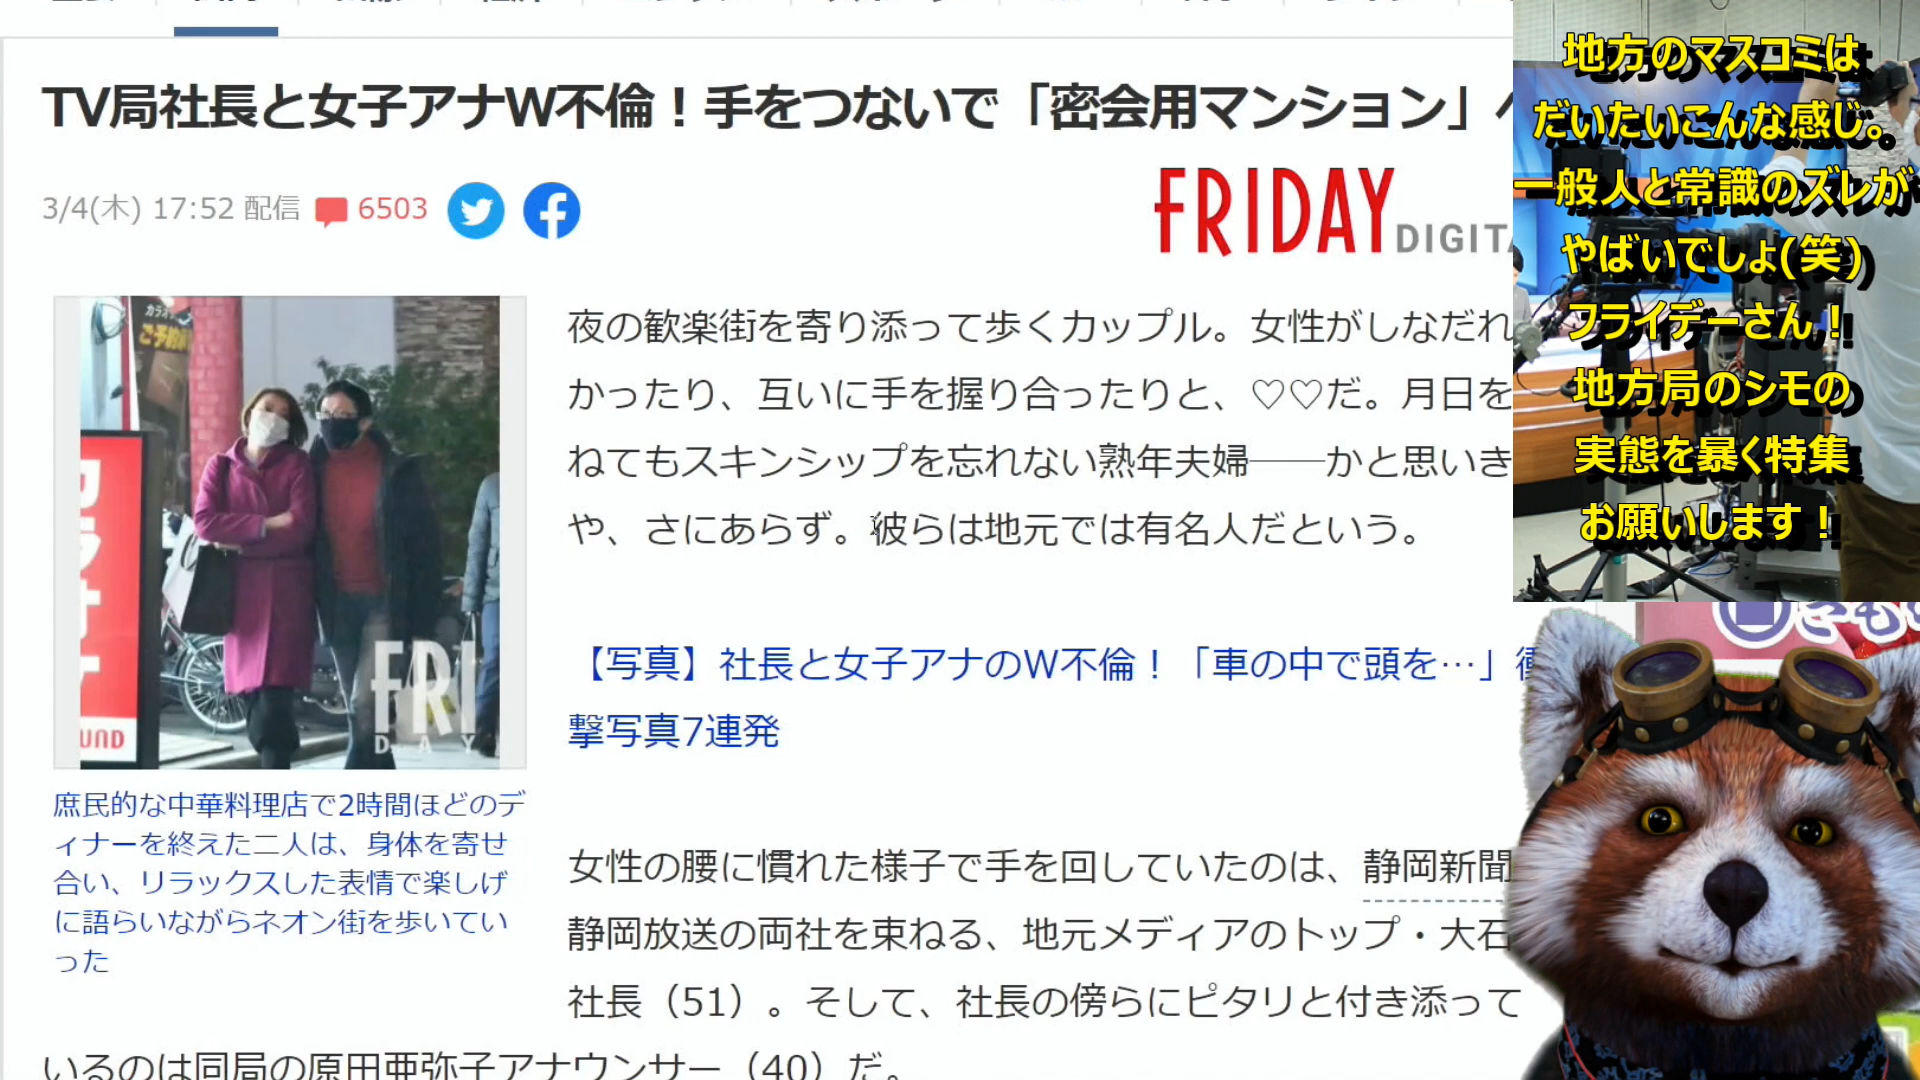 TV局社長と女子アナW不倫！手をつないで「密会用マンション」へ
3/4(木) 17:52 配信 6503
FRIDAY DIGITA
カラオ
ご予約
カラオケ
UND
FRI
DAY
庶民的な中華料理店で2時間ほどのデ
ィナーを終えた二人は、身体を寄せ
合い、リラックスした表情で楽しげ
に語らいながらネオン街を歩いてい
った
夜の歓楽街を寄り添って歩くカップル。女性がしなだれ
かったり、互いに手を握り合ったりと、♡♡だ。月日を
ねてもスキンシップを忘れない熟年夫婦――かと思いき
や、さにあらず。彼らは地元では有名人だという。
【写真】社長と女子アナのW不倫！「車の中で頭を…」衝
撃写真7連発
女性の腰に慣れた様子で手を回していたのは、静岡新聞
静岡放送の両社を束ねる、地元メディアのトップ・大石
社長（51）。そして、社長の傍らにピタリと付き添って
いるのは同局の原田亜弥子アナウンサー（40）だ。
地方のマスコミは
だいたいこんな感じ。
一般人と常識のズレが
やばいでしょ(笑)
フライデーさん！
地方局のシモの
実態を暴く特集
お願いします！